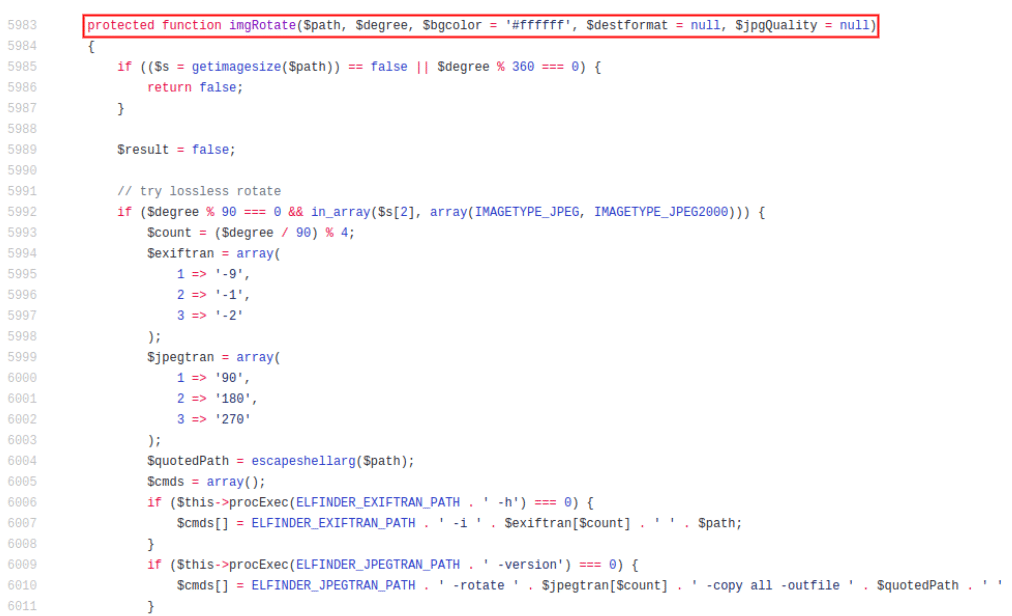 5983 protected function imgRotate($path, $degree, $bgcolor = '#ffffff', $destformat = null, $jpgQuality = null)
5984 {
5985 if (($s = getimagesize($path)) == false || $degree % 360 === 0) {
5986 return false;
5987 }
5988
5989 $result = false;
5990
5991 // try lossless rotate
5992 if ($degree % 90 === 0 && in_array($s[2], array(IMAGETYPE_JPEG, IMAGETYPE_JPEG2000))) {
5993 $count = ($degree / 90) % 4;
5994 $exiftran = array(
5995 1 => '-9',
5996 2 => '-1',
5997 3 => '-2'
5998 );
5999 $jpegtran = array(
6000 1 => '90',
6001 2 => '180',
6002 3 => '270'
6003 );
6004 $quotedPath = escapeshellarg($path);
6005 $cmds = array();
6006 if ($this->procExec(ELFINDER_EXIFTRAN_PATH . ' -h') === 0) {
6007 $cmds[] = ELFINDER_EXIFTRAN_PATH . ' -i ' . $exiftran[$count] . ' ' . $path;
6008 }
6009 if ($this->procExec(ELFINDER_JPEGTRAN_PATH . ' -version') === 0) {
6010 $cmds[] = ELFINDER_JPEGTRAN_PATH . ' -rotate ' . $jpegtran[$count] . ' -copy all -outfile ' . $quotedPath . ' '
6011 }